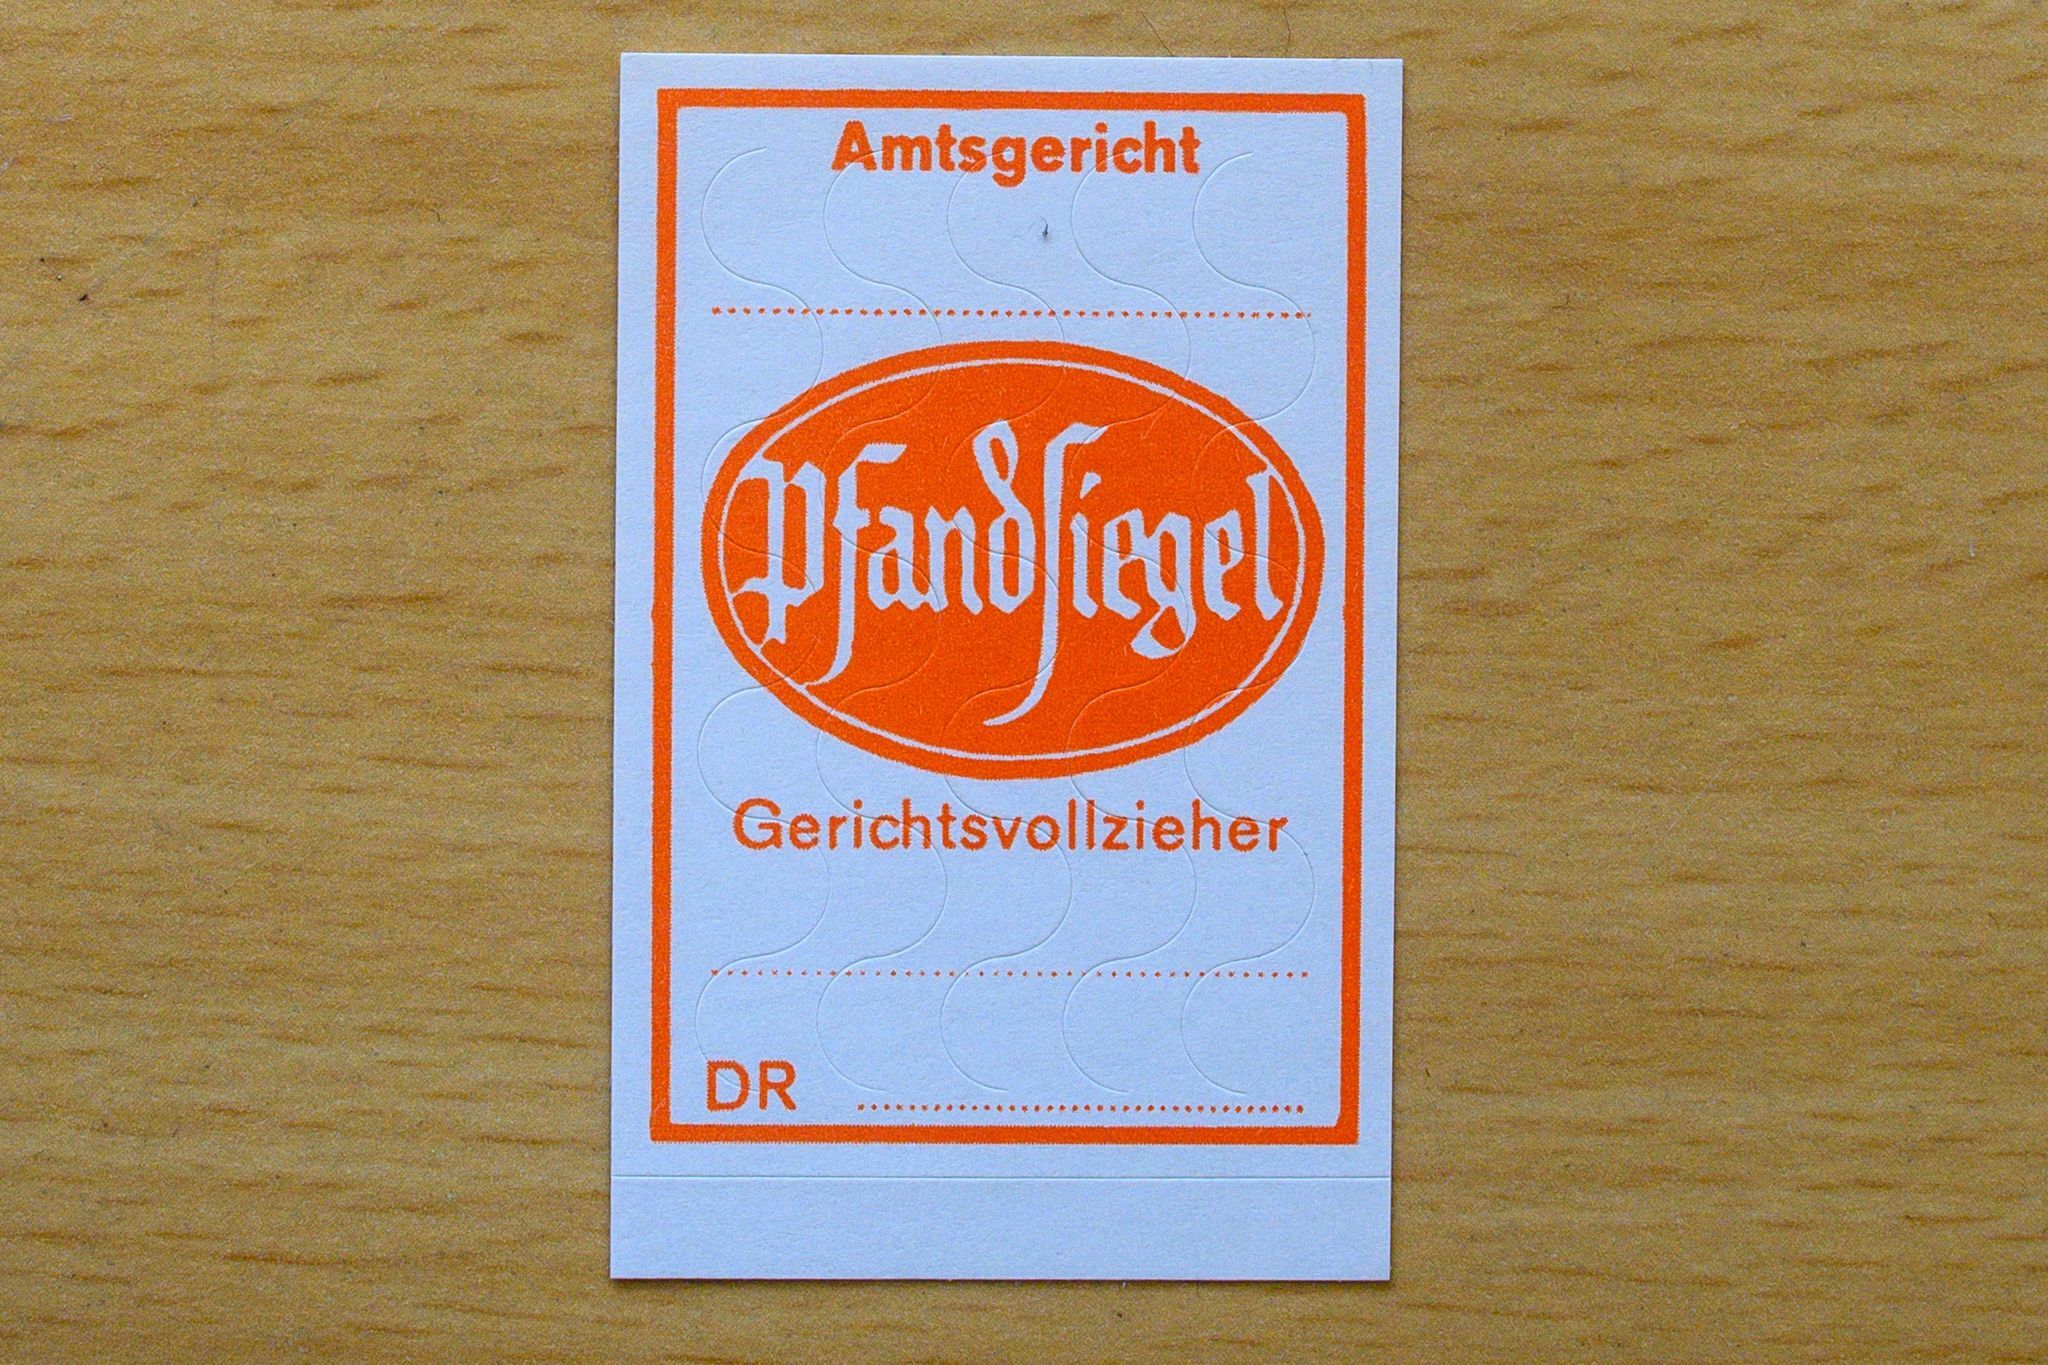 Amtsgericht
Pfandſiegel
Gerichtsvollzieher
DR